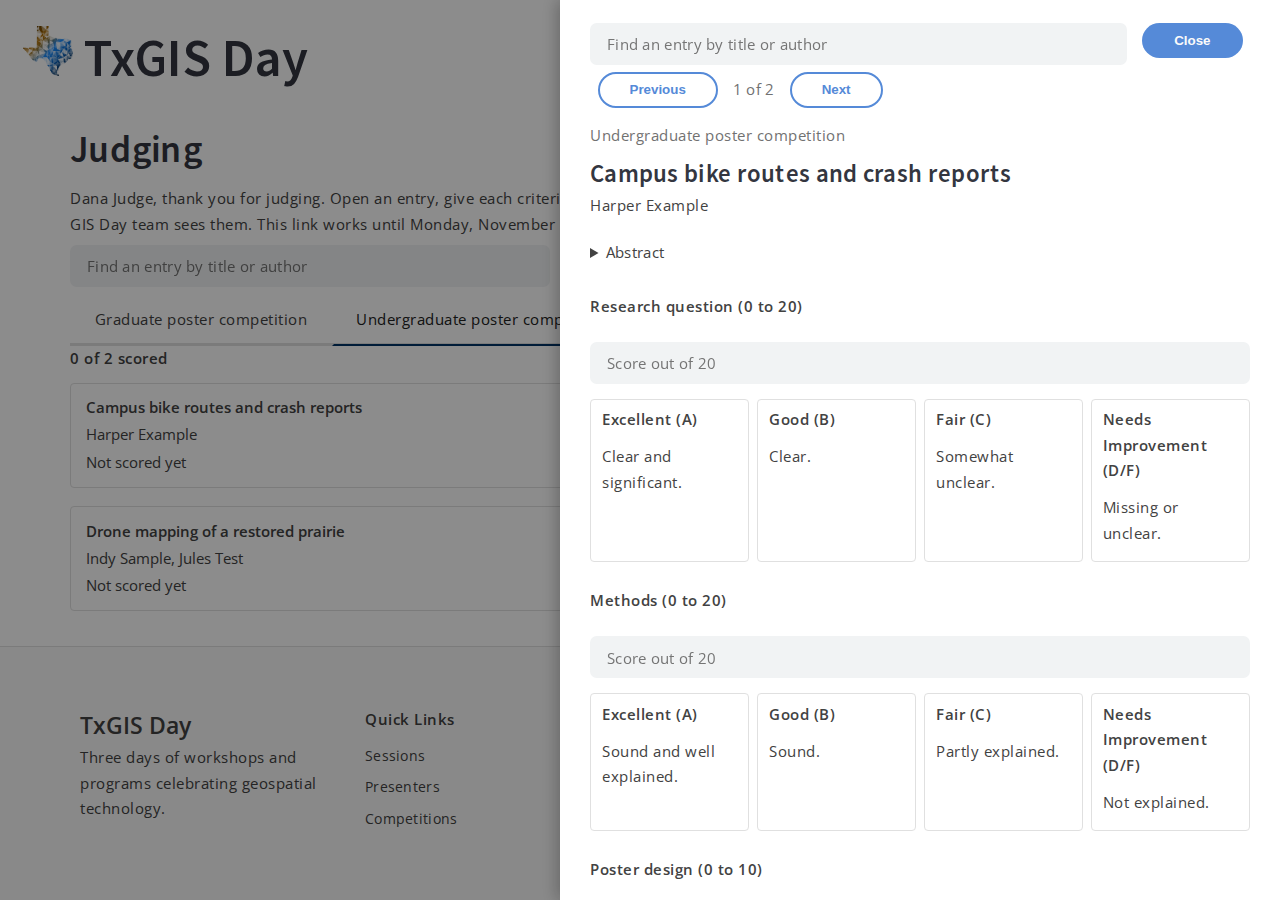 TxGIS Day
Judging
Dana Judge, thank you for judging. Open an entry, give each criteri
GIS Day team sees them. This link works until Monday, November
Find an entry by title or author
Graduate poster competition
Undergraduate poster comp
0 of 2 scored
Campus bike routes and crash reports
Harper Example
Not scored yet
Drone mapping of a restored prairie
Indy Sample, Jules Test
Not scored yet
TxGIS Day
Three days of workshops and
programs celebrating geospatial
technology.
Quick Links
Sessions
Presenters
Competitions
Find an entry by title or author
Close
Previous
1 of 2
Next
Undergraduate poster competition
Campus bike routes and crash reports
Harper Example
Abstract
Research question (0 to 20)
Score out of 20
Excellent (A)
Clear and
significant.
Good (B)
Clear.
Fair (C)
Somewhat
unclear.
Needs
Improvement
(D/F)
Missing or
unclear.
Methods (0 to 20)
Score out of 20
Excellent (A)
Sound and well
explained.
Good (B)
Sound.
Fair (C)
Partly explained.
Needs
Improvement
(D/F)
Not explained.
Poster design (0 to 10)